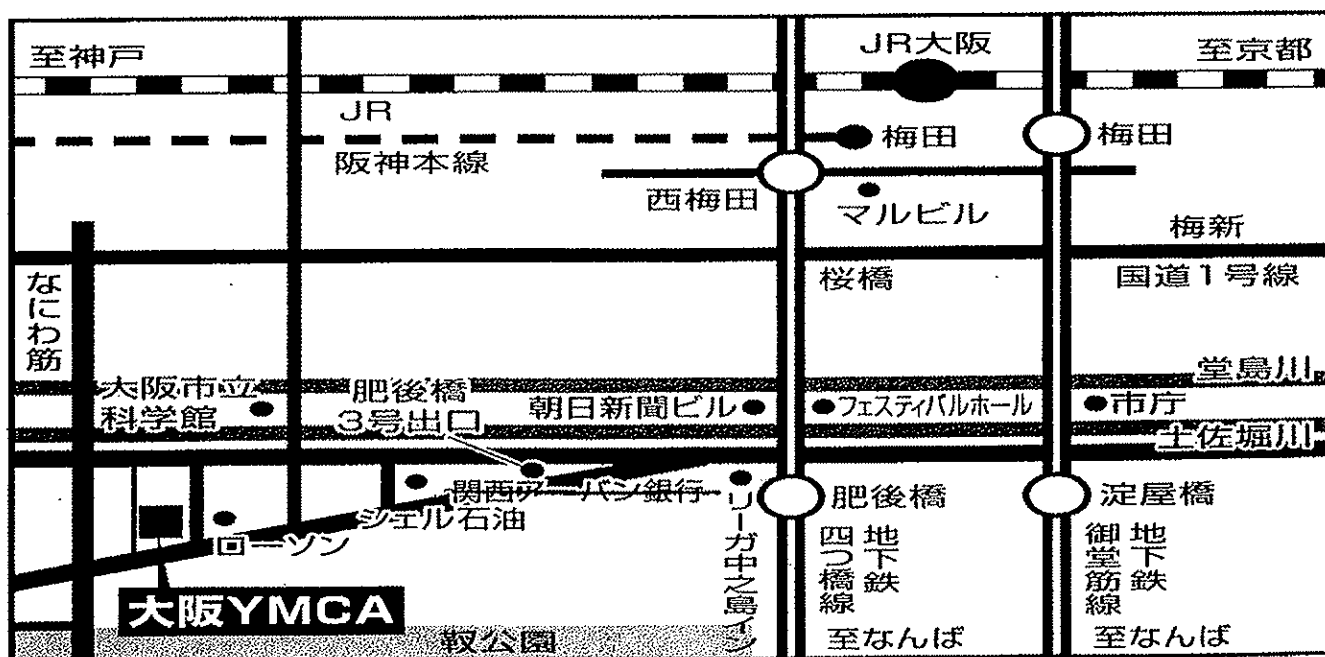 至神戸
JR大阪
至京都
JR
梅田
梅田
阪神本線
西梅田
マルビル
梅新
桜橋
国道1号線
なにわ筋
堂島川
大阪市立
科学館
肥後橋
3号出口
朝日新聞ビル
フェスティバルホール
市庁
土佐堀川
関西アーバン銀行
シェル石油
ローソン
リーガ中之島イン
肥後橋
淀屋橋
地下鉄
四つ橋線
地下鉄
御堂筋線
大阪YMCA
靱公園
至なんば
至なんば